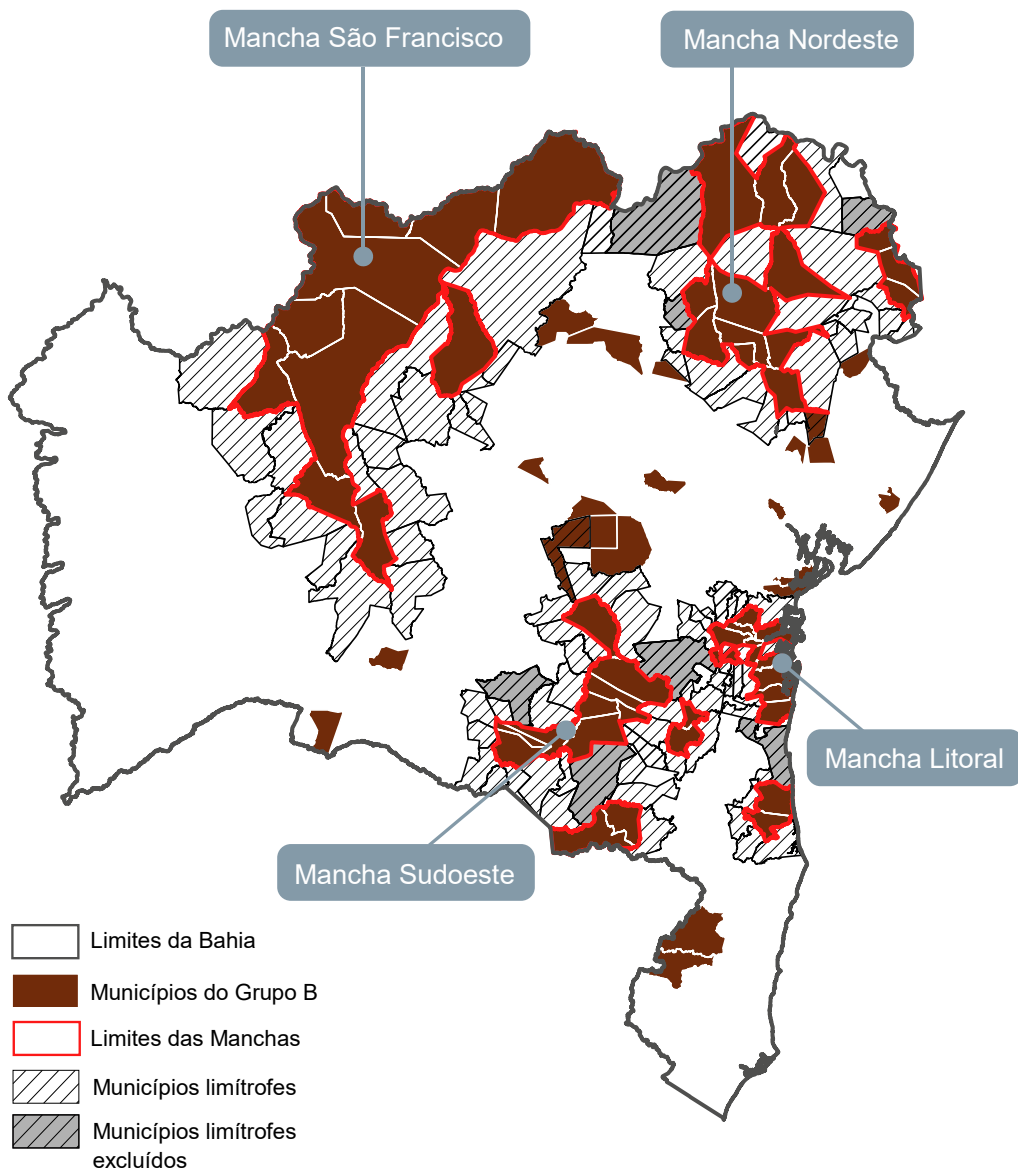 Mancha São Francisco
Mancha Nordeste
Mancha Litoral
Mancha Sudoeste
Limites da Bahia
Municípios do Grupo B
Limites das Manchas
Municípios limítrofes
Municípios limítrofes
excluídos